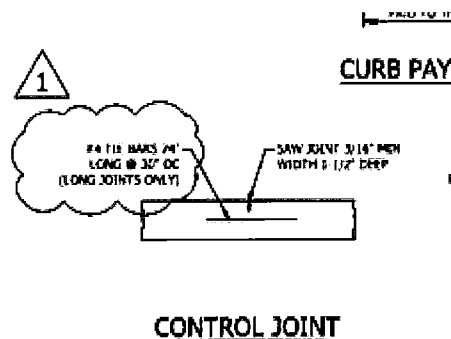 1
CURB PAY
#4 TIE BARS 24"
LONG @ 30" OC
(LONG JOINTS ONLY)
SAW JOINT 3/16" MIN
WIDTH 1-1/2" DEEP
CONTROL JOINT